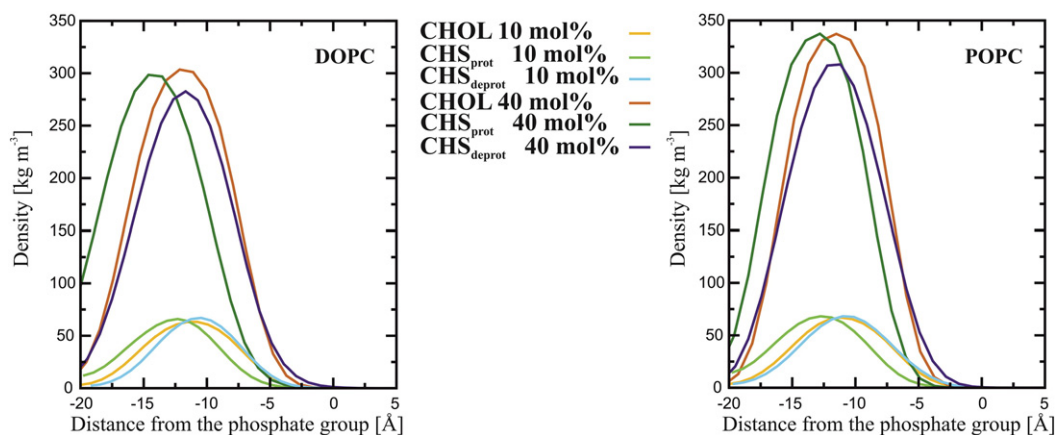 DOPC
350
300
250
200
150
100
50
0
Density [kg m-3]
-20 -15 -10 -5 0 5
Distance from the phosphate group [Å]
CHOL 10 mol%
CHSprot 10 mol%
CHSdeprot 10 mol%
CHOL 40 mol%
CHSprot 40 mol%
CHSdeprot 40 mol%
POPC
350
300
250
200
150
100
50
0
Density [kg m-3]
-20 -15 -10 -5 0 5
Distance from the phosphate group [Å]